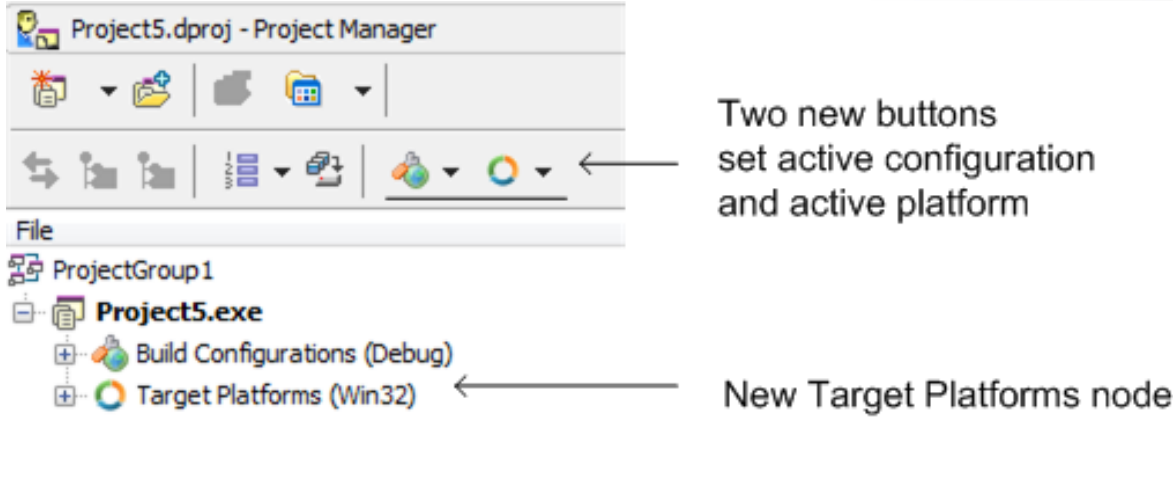 Project5.dproj - Project Manager
Two new buttons
set active configuration
and active platform
File
ProjectGroup1
Project5.exe
Build Configurations (Debug)
Target Platforms (Win32)
New Target Platforms node